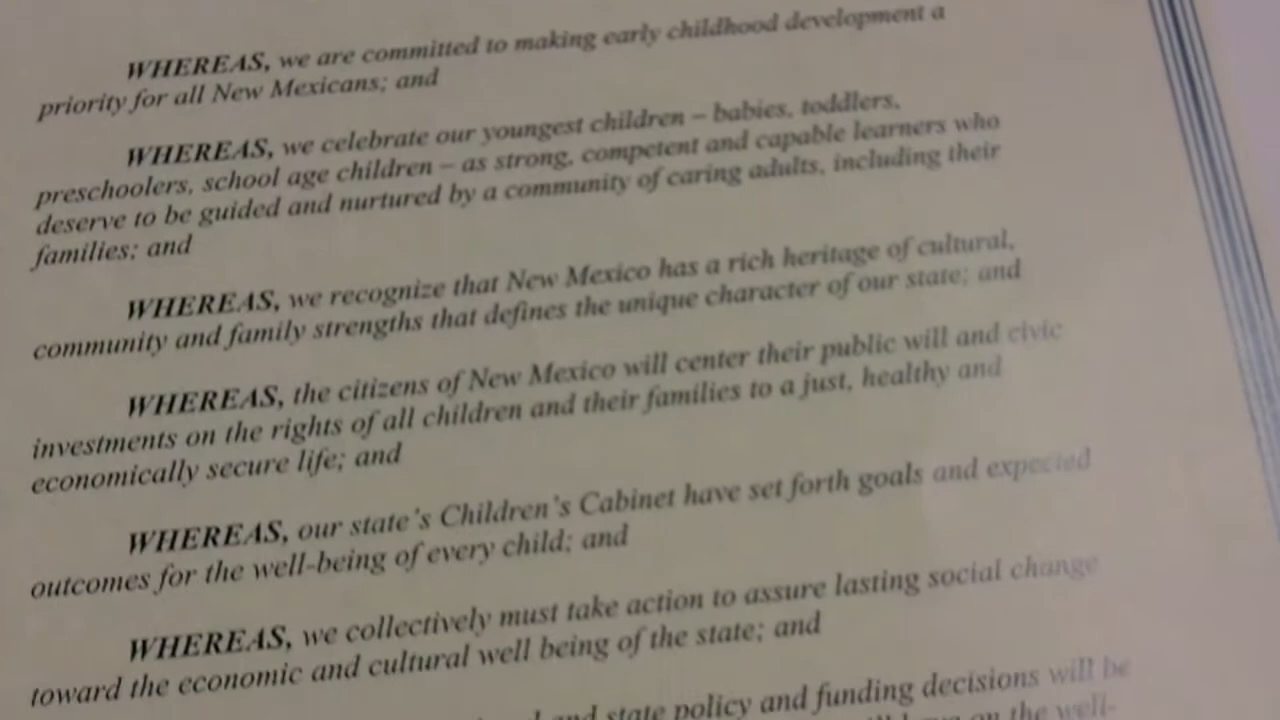 WHEREAS, we are committed to making early childhood development a
priority for all New Mexicans; and
WHEREAS, we celebrate our youngest children – babies, toddlers,
preschoolers, school age children – as strong, competent and capable learners who
deserve to be guided and nurtured by a community of caring adults, including their
families; and
WHEREAS, we recognize that New Mexico has a rich heritage of cultural,
community and family strengths that defines the unique character of our state; and
WHEREAS, the citizens of New Mexico will center their public will and civic
investments on the rights of all children and their families to a just, healthy and
economically secure life; and
WHEREAS, our state's Children's Cabinet have set forth goals and expected
outcomes for the well-being of every child; and
WHEREAS, we collectively must take action to assure lasting social change
toward the economic and cultural well being of the state; and
and state policy and funding decisions will be
on the well-